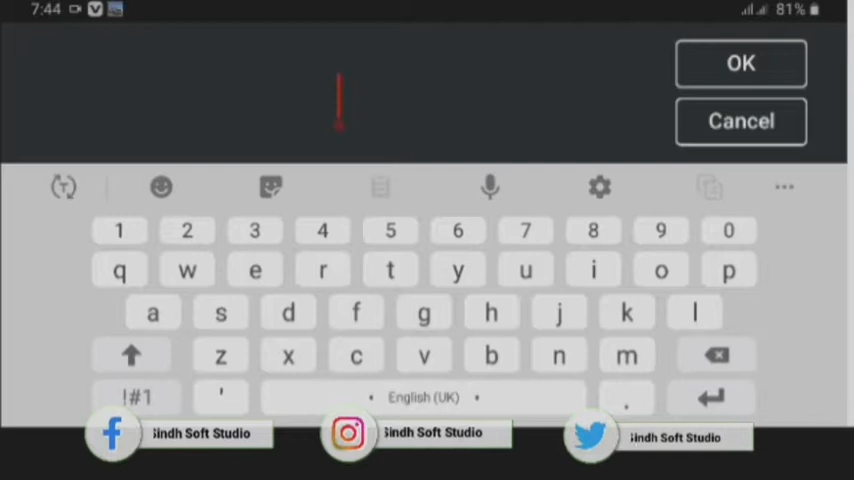 7:44 81%
OK
Cancel
1 2 3 4 5 6 7 8 9 0
q w e r t y u i o p
a s d f g h j k l
z x c v b n m
!#1 ' • English (UK) • .
Sindh Soft Studio Sindh Soft Studio Sindh Soft Studio